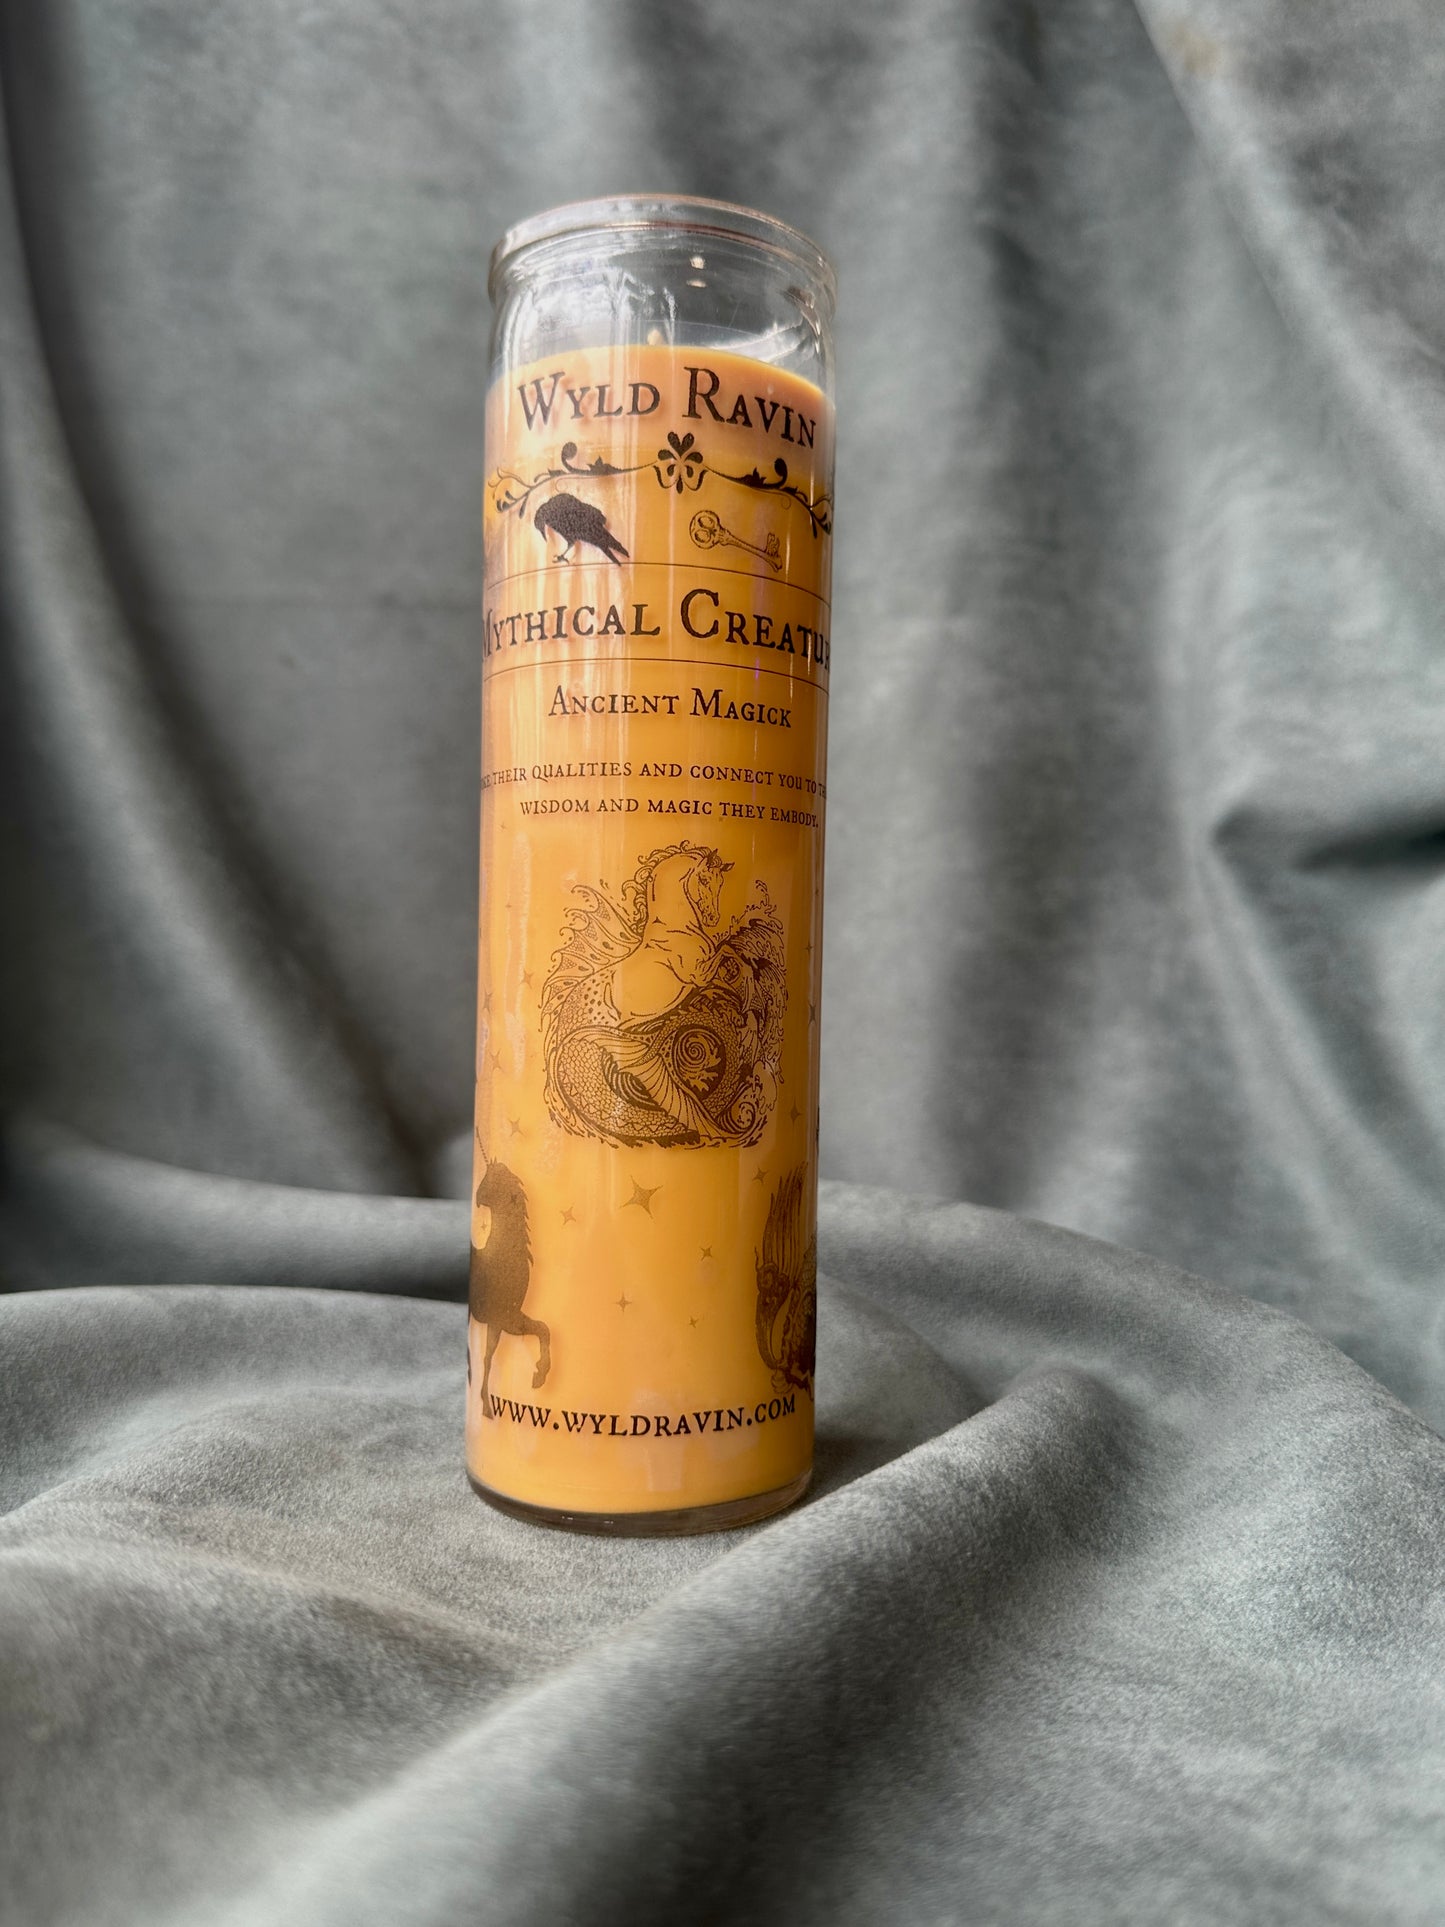 Wyld Ravin
Mythical Creatur
Ancient Magick
their qualities and connect you to
wisdom and magic they embody.
www.wyldravin.com